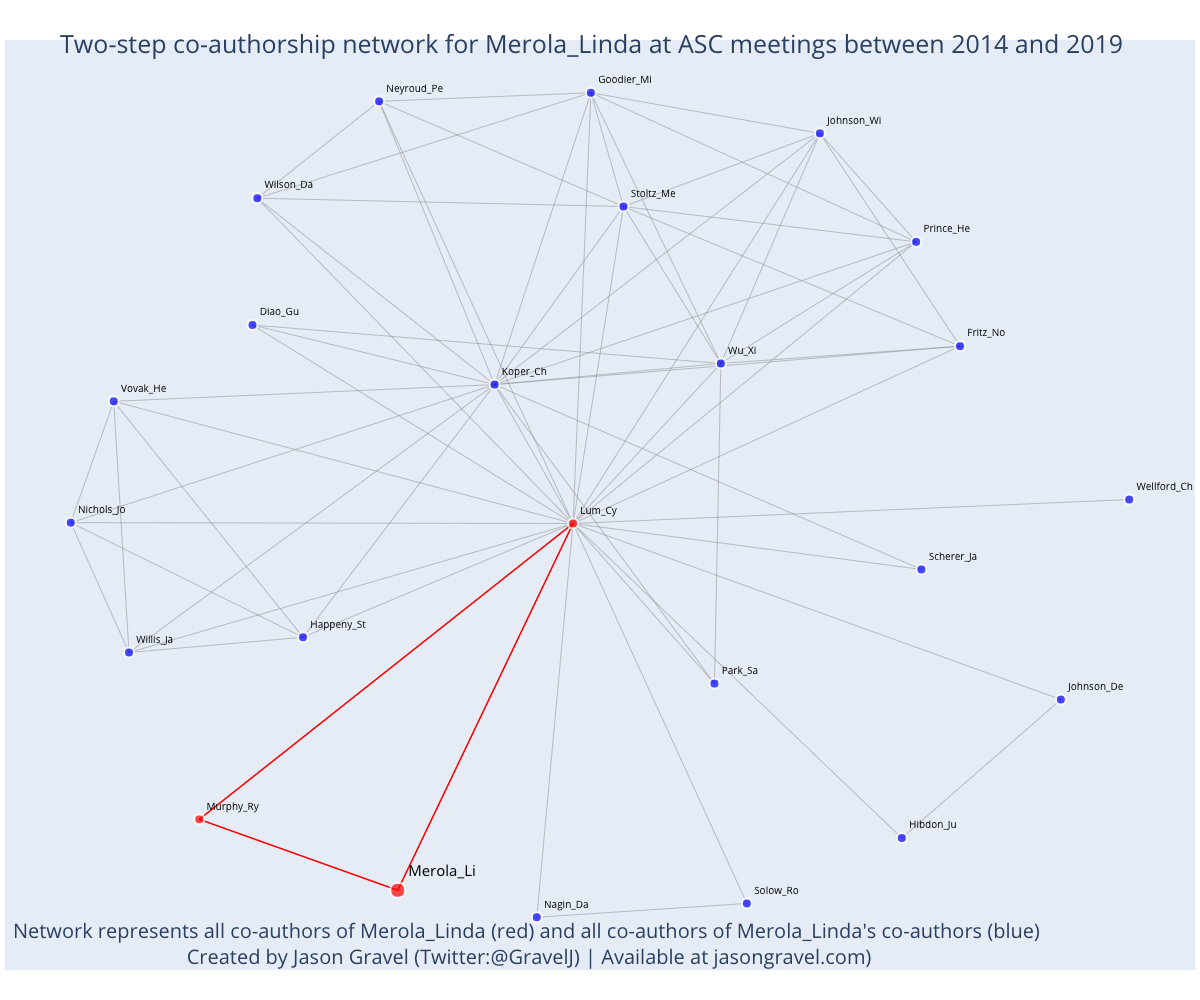 Two-step co-authorship network for Merola_Linda at ASC meetings between 2014 and 2019
Goodier_Mi
Neyroud_Pe
Johnson_Wi
Wilson_Da
Stoltz_Me
Prince_He
Diao_Gu
Fritz_No
Wu_Xi
Koper_Ch
Vovak_He
Wellford_Ch
Nichols_Jo
Lum_Cy
Scherer_Ja
Happeny_St
Willis_Ja
Park_Sa
Johnson_De
Murphy_Ry
Hibdon_Ju
Merola_Li
Solow_Ro
Nagin_Da
Network represents all co-authors of Merola_Linda (red) and all co-authors of Merola_Linda's co-authors (blue)
Created by Jason Gravel (Twitter:@GravelJ) | Available at jasongravel.com)